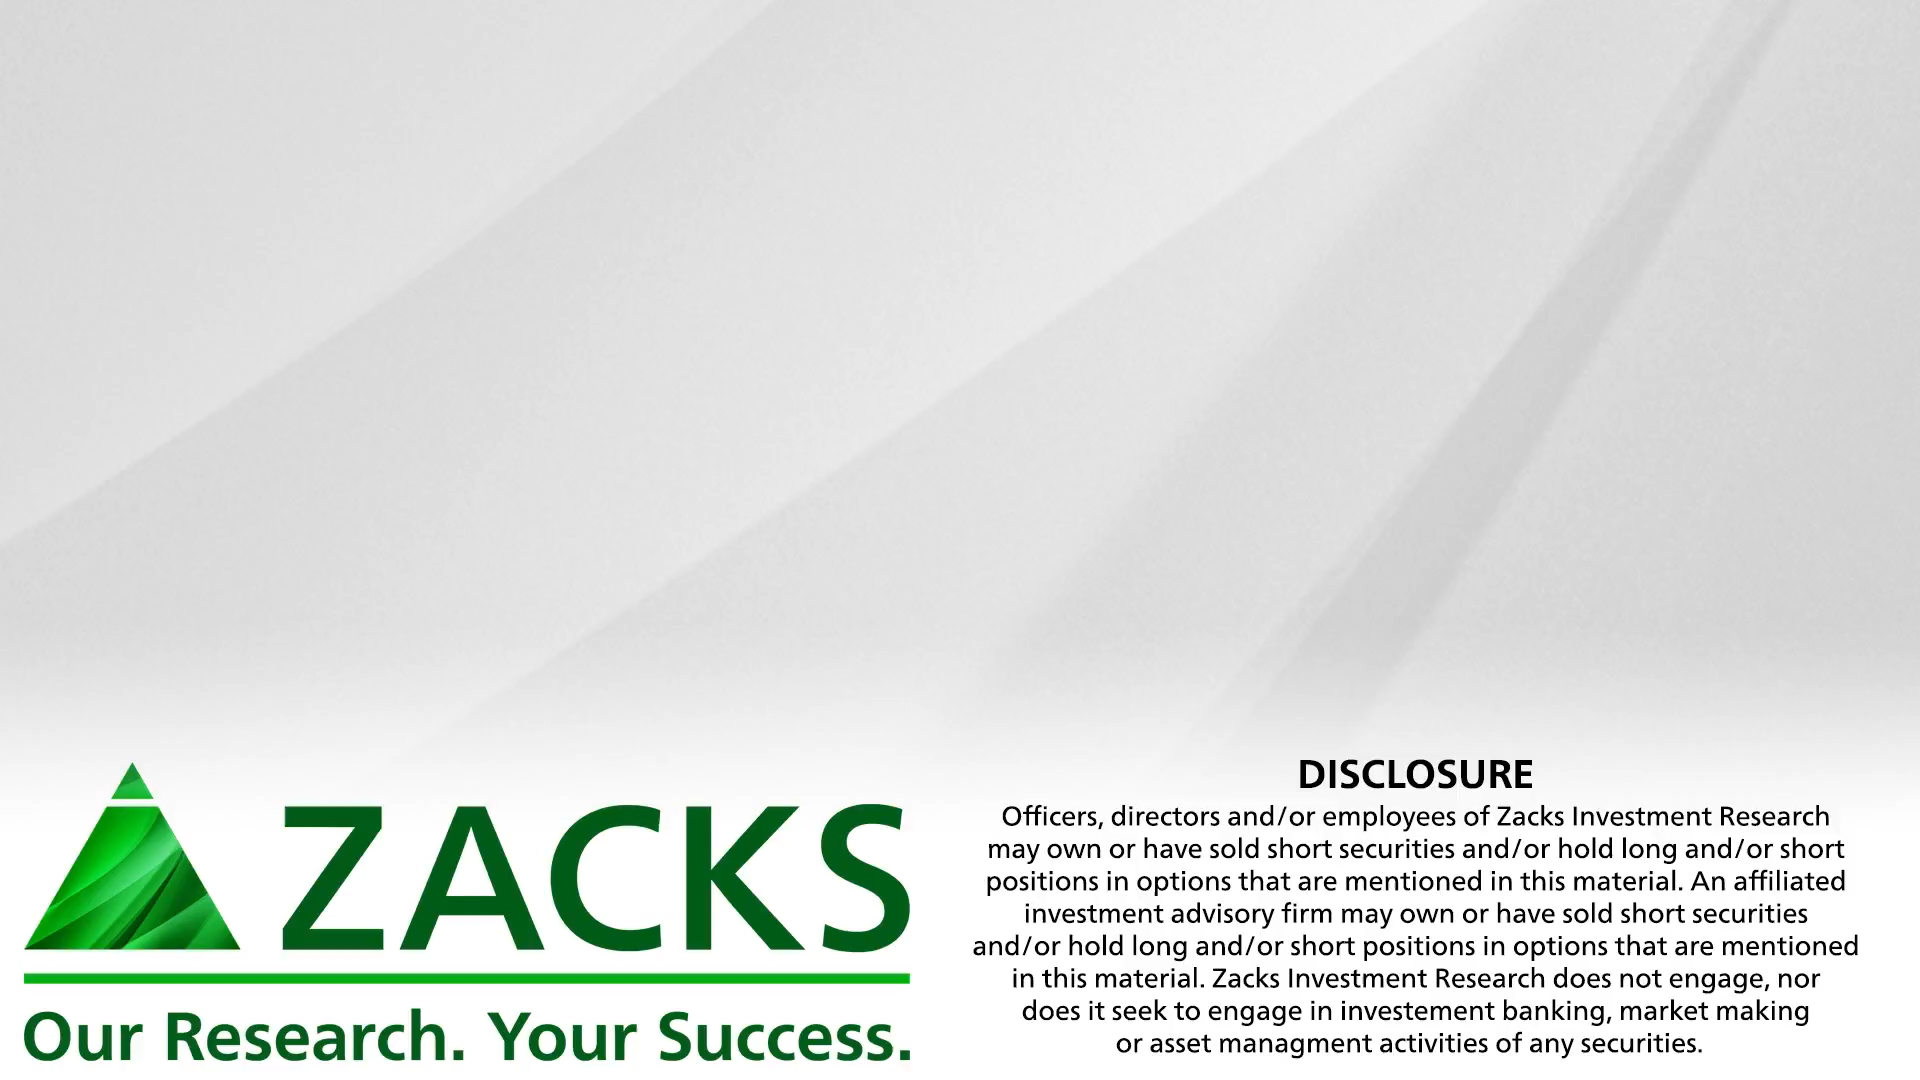 ZACKS
Our Research. Your Success.
DISCLOSURE
Officers, directors and/or employees of Zacks Investment Research
may own or have sold short securities and/or hold long and/or short
positions in options that are mentioned in this material. An affiliated
investment advisory firm may own or have sold short securities
and/or hold long and/or short positions in options that are mentioned
in this material. Zacks Investment Research does not engage, nor
does it seek to engage in investement banking, market making
or asset managment activities of any securities.